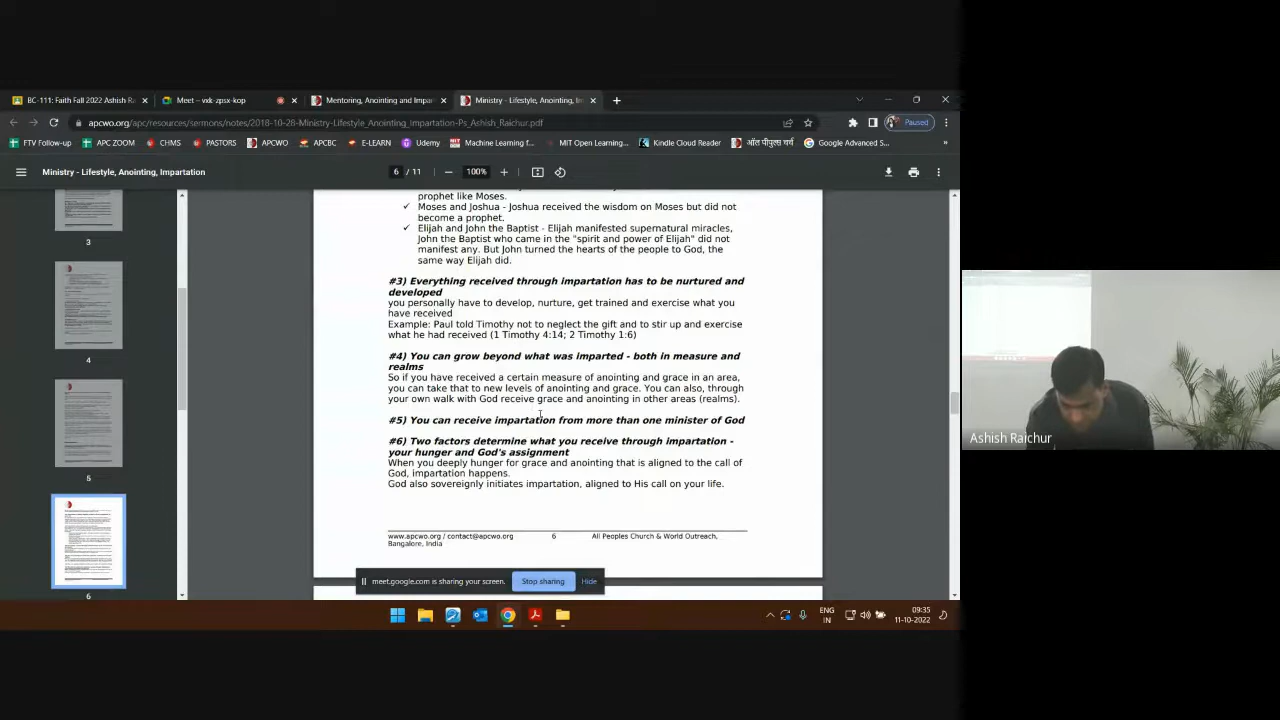 BC-111: Faith Fall 2022 Ashish Ra
Meet – vxk-zpsx-kop
Mentoring, Anointing and Impar
Ministry - Lifestyle, Anointing, Im
apcwo.org/apc/resources/sermons/notes/2018-10-28-Ministry-Lifestyle_Anointing_Impartation-Ps_Ashish_Raichur.pdf
Paused
FTV Follow-up APC ZOOM CHMS PASTORS APCWO APCBC E-LEARN Udemy Machine Learning f... MIT Open Learning... Kindle Cloud Reader ऑल पीपुल्स चर्च Google Advanced S... »
Ministry - Lifestyle, Anointing, Impartation
6 / 11
100%
3
4
5
6
prophet like Moses.
✓ Moses and Joshua - Joshua received the wisdom on Moses but did not
become a prophet.
✓ Elijah and John the Baptist - Elijah manifested supernatural miracles,
John the Baptist who came in the "spirit and power of Elijah" did not
manifest any. But John turned the hearts of the people to God, the
same way Elijah did.
#3) Everything received through impartation has to be nurtured and
developed
you personally have to develop, nurture, get trained and exercise what you
have received
Example: Paul told Timothy not to neglect the gift and to stir up and exercise
what he had received (1 Timothy 4:14; 2 Timothy 1:6)
#4) You can grow beyond what was imparted - both in measure and
realms
So if you have received a certain measure of anointing and grace in an area,
you can take that to new levels of anointing and grace. You can also, through
your own walk with God receive grace and anointing in other areas (realms).
#5) You can receive impartation from more than one minister of God
#6) Two factors determine what you receive through impartation -
your hunger and God's assignment
When you deeply hunger for grace and anointing that is aligned to the call of
God, impartation happens.
God also sovereignly initiates impartation, aligned to His call on your life.
www.apcwo.org / contact@apcwo.org 6 All Peoples Church & World Outreach,
Bangalore, India
meet.google.com is sharing your screen. Stop sharing Hide
ENG
IN
09:35
11-10-2022
Ashish Raichur